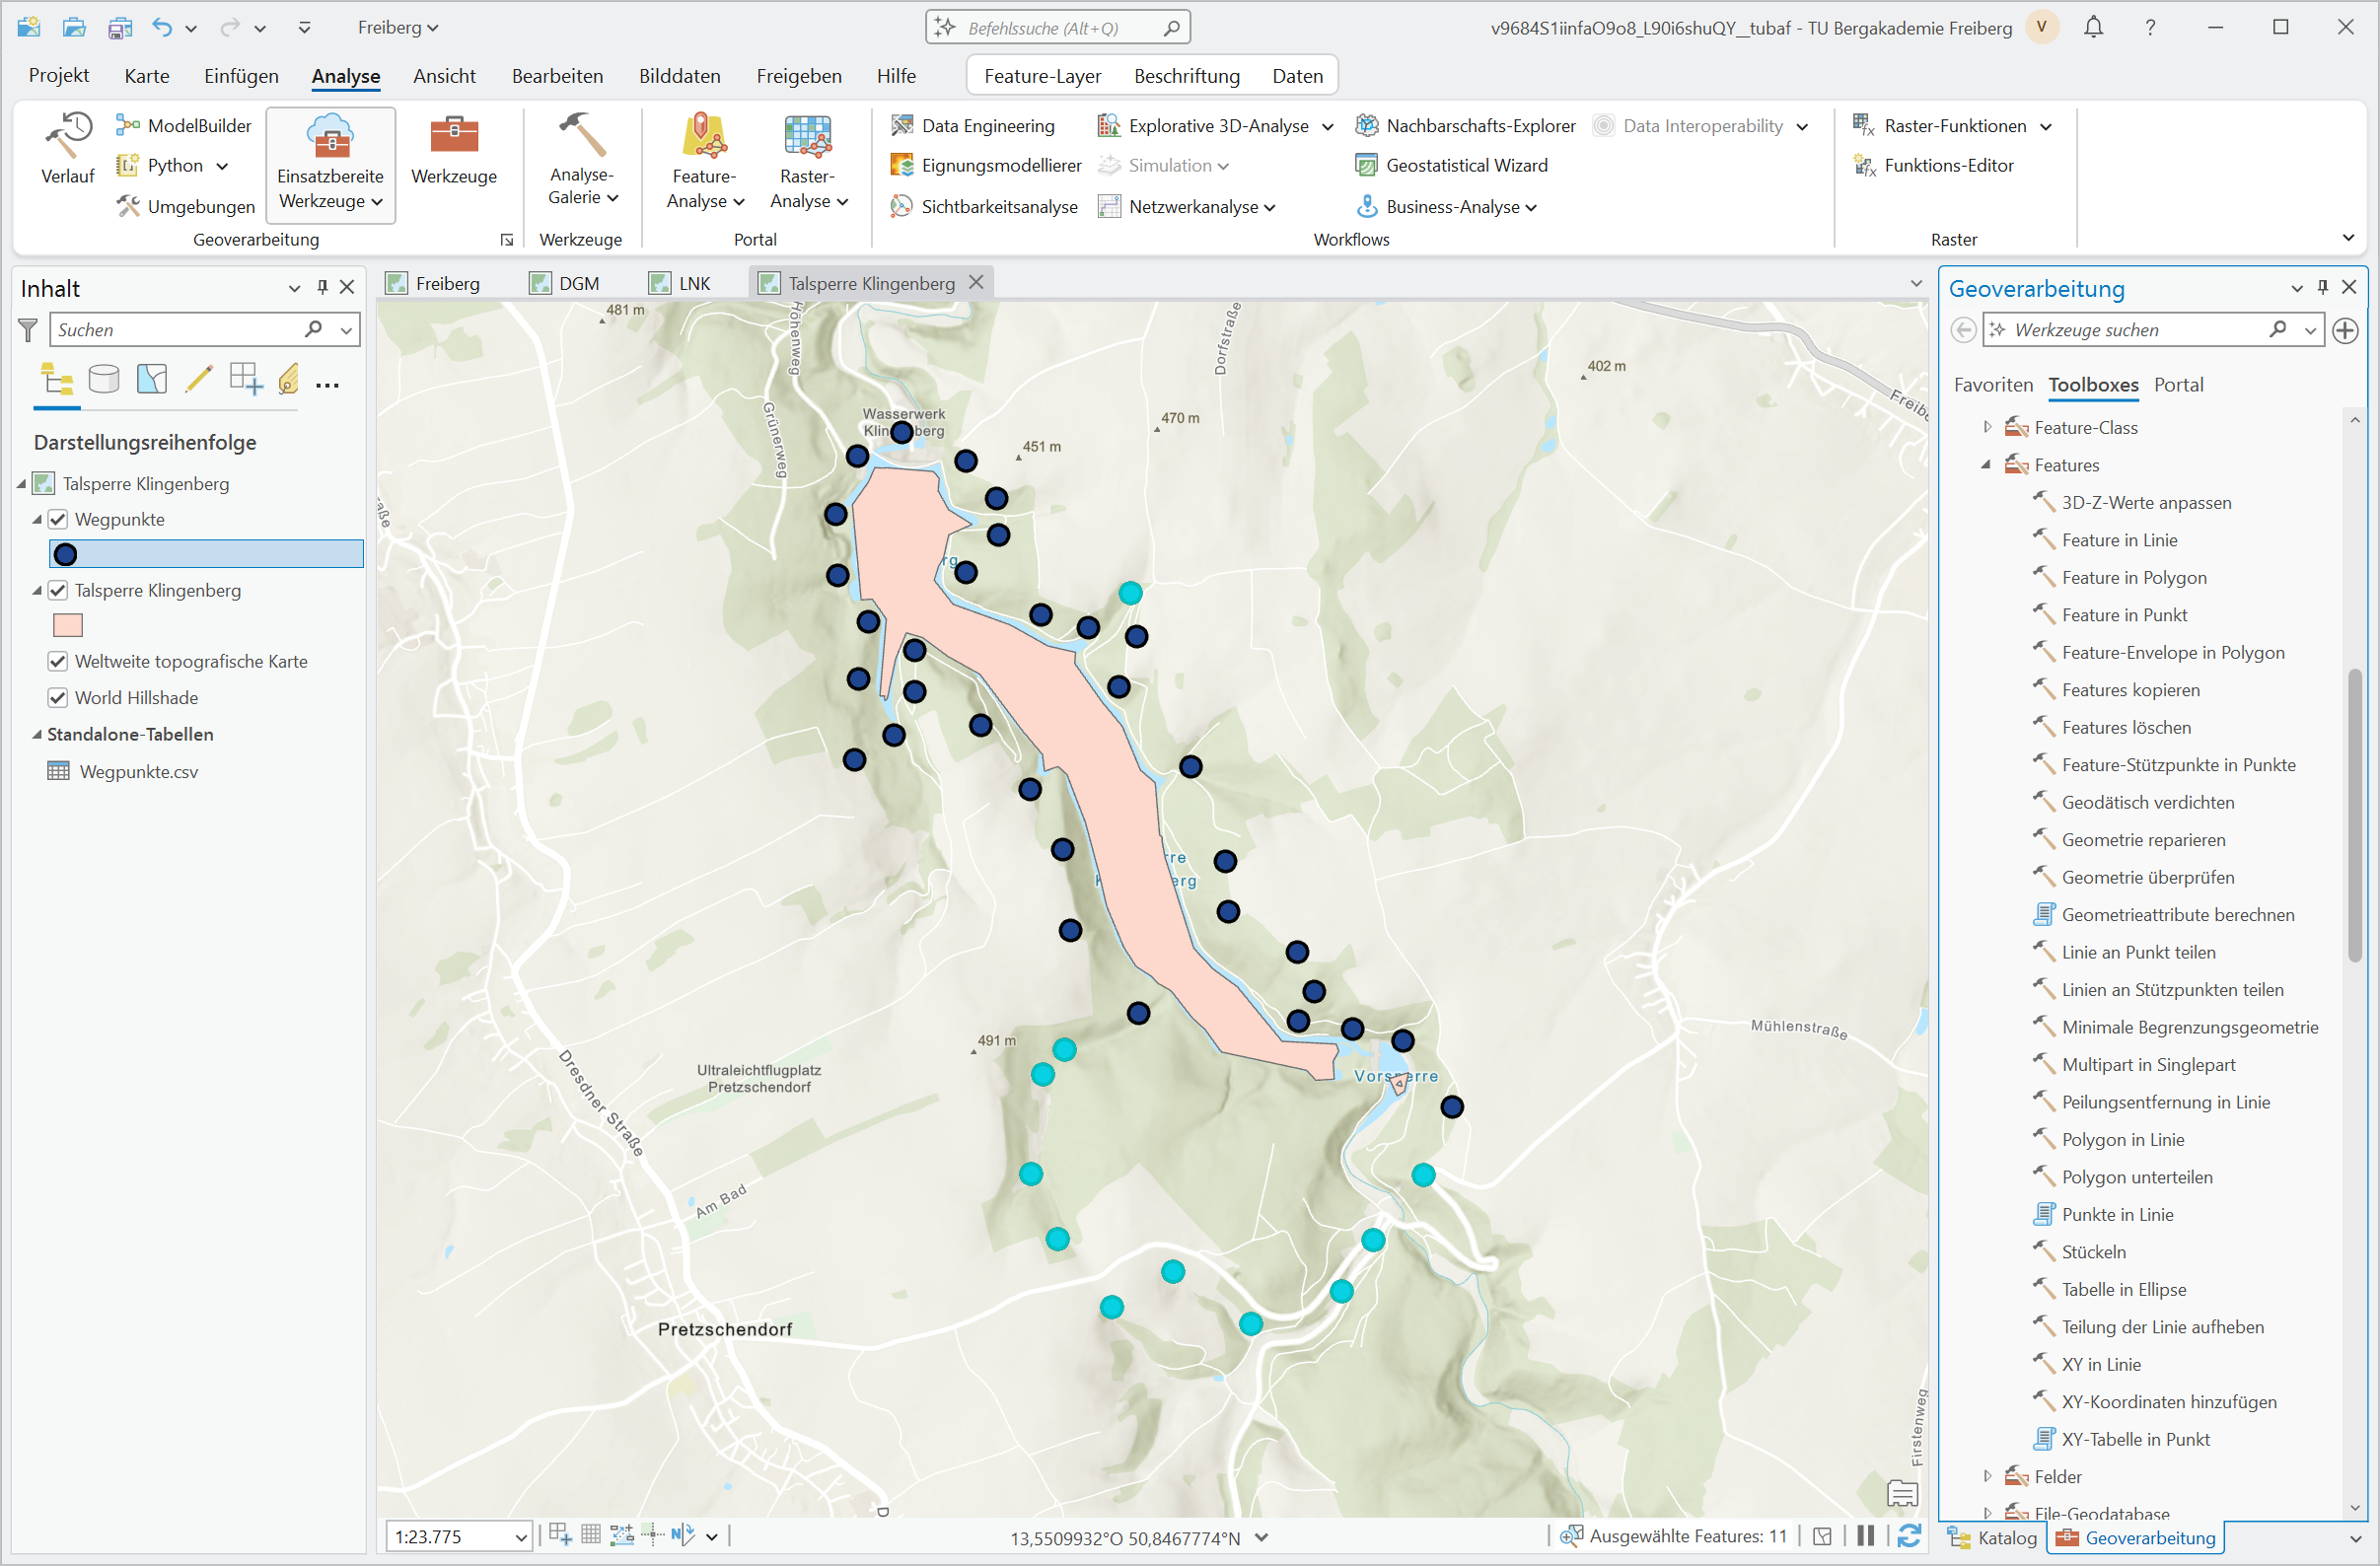 Freiberg
Befehlssuche (Alt+Q)
v9684S1iinfaO9o8_L90i6shuQY__tubaf - TU Bergakademie Freiberg
V
?
Projekt Karte Einfügen Analyse Ansicht Bearbeiten Bilddaten Freigeben Hilfe Feature-Layer Beschriftung Daten
Verlauf
ModelBuilder
Python
Umgebungen
Einsatzbereite
Werkzeuge
Werkzeuge
Geoverarbeitung
Analyse-
Galerie
Werkzeuge
Feature-
Analyse
Raster-
Analyse
Portal
Data Engineering
Eignungsmodellierer
Sichtbarkeitsanalyse
Explorative 3D-Analyse
Simulation
Netzwerkanalyse
Nachbarschafts-Explorer
Geostatistical Wizard
Business-Analyse
Data Interoperability
Workflows
Raster-Funktionen
Funktions-Editor
Raster
Inhalt
Suchen
Darstellungsreihenfolge
Talsperre Klingenberg
Wegpunkte
Talsperre Klingenberg
Weltweite topografische Karte
World Hillshade
Standalone-Tabellen
Wegpunkte.csv
Freiberg
DGM
LNK
Talsperre Klingenberg
481 m
Höhenweg
Dorfstraße
402 m
Grünerweg
Wasserwerk
470 m
451 m
491 m
Ultraleichtflugplatz
Pretzschendorf
Dresdner Straße
Am Bad
Pretzschendorf
Mühlenstraße
Firstenweg
1:23.775
13,5509932°O 50,8467774°N
Ausgewählte Features: 11
Geoverarbeitung
Werkzeuge suchen
Favoriten Toolboxes Portal
Feature-Class
Features
3D-Z-Werte anpassen
Feature in Linie
Feature in Polygon
Feature in Punkt
Feature-Envelope in Polygon
Features kopieren
Features löschen
Feature-Stützpunkte in Punkte
Geodätisch verdichten
Geometrie reparieren
Geometrie überprüfen
Geometrieattribute berechnen
Linie an Punkt teilen
Linien an Stützpunkten teilen
Minimale Begrenzungsgeometrie
Multipart in Singlepart
Peilungsentfernung in Linie
Polygon in Linie
Polygon unterteilen
Punkte in Linie
Stückeln
Tabelle in Ellipse
Teilung der Linie aufheben
XY in Linie
XY-Koordinaten hinzufügen
XY-Tabelle in Punkt
Felder
File-Geodatabase
Katalog
Geoverarbeitung